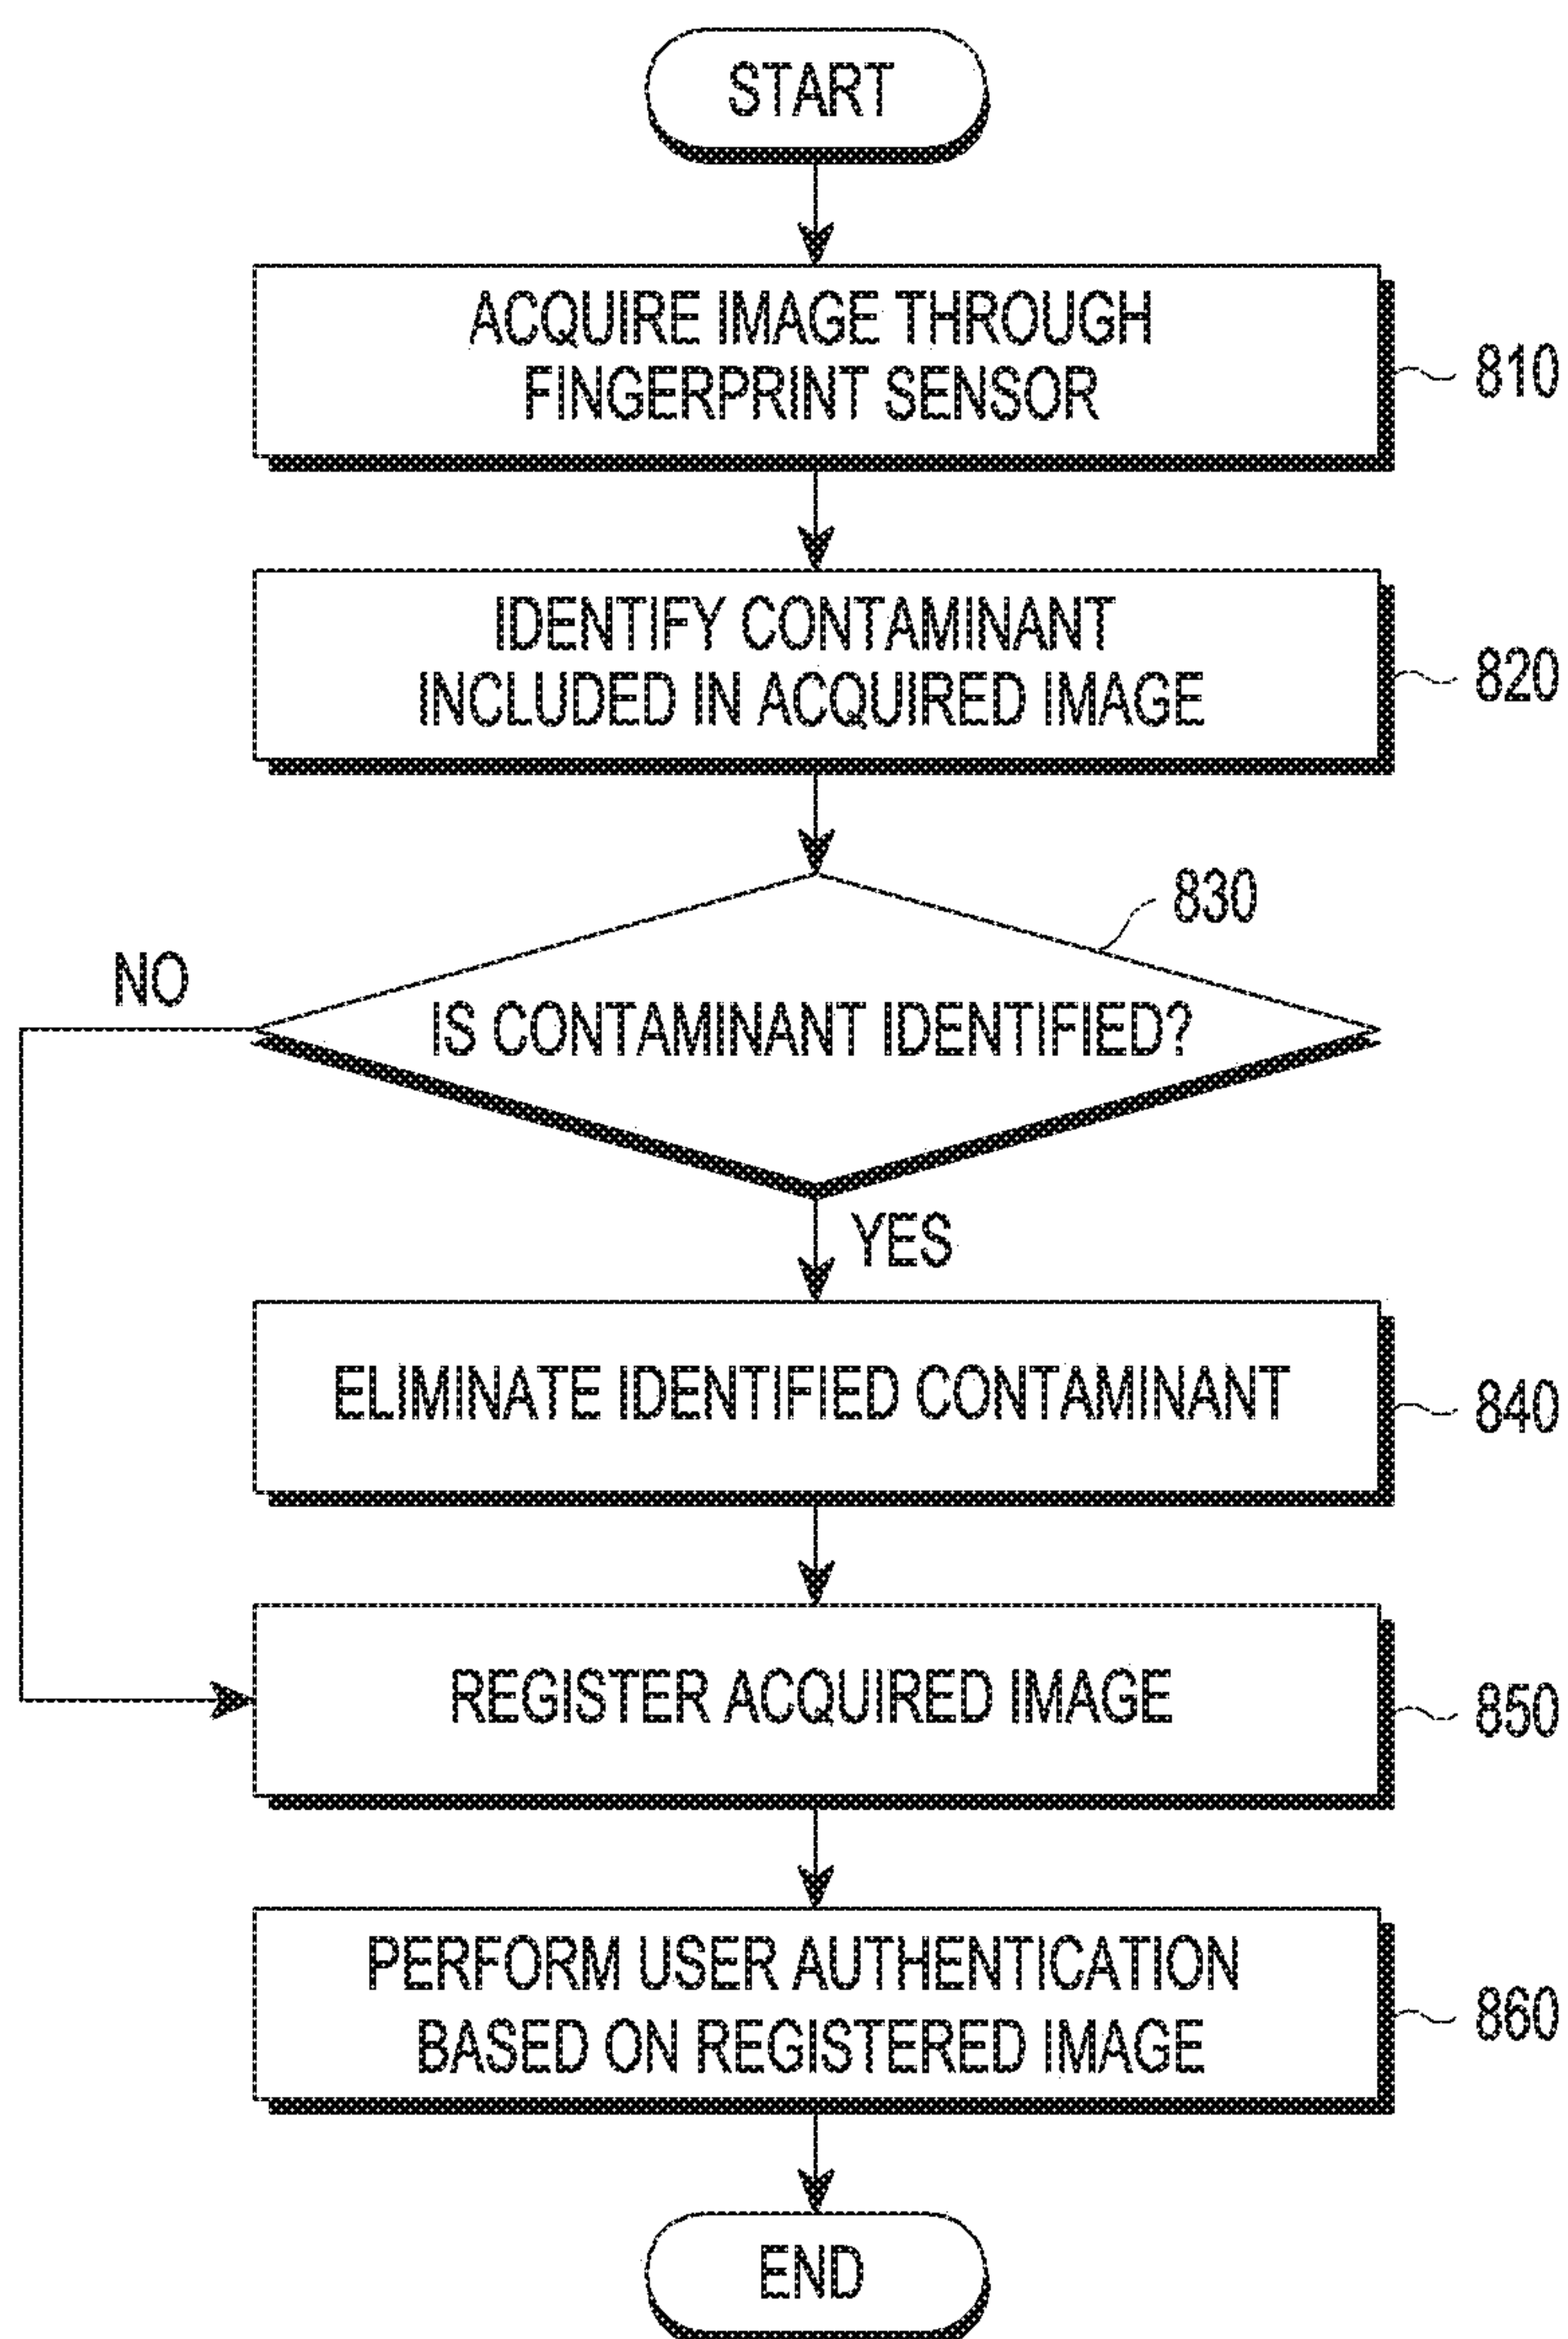 START
ACQUIRE IMAGE THROUGH
FINGERPRINT SENSOR
810
IDENTIFY CONTAMINANT
INCLUDED IN ACQUIRED IMAGE
820
830
NO
IS CONTAMINANT IDENTIFIED?
YES
ELIMINATE IDENTIFIED CONTAMINANT
840
REGISTER ACQUIRED IMAGE
850
PERFORM USER AUTHENTICATION
BASED ON REGISTERED IMAGE
860
END